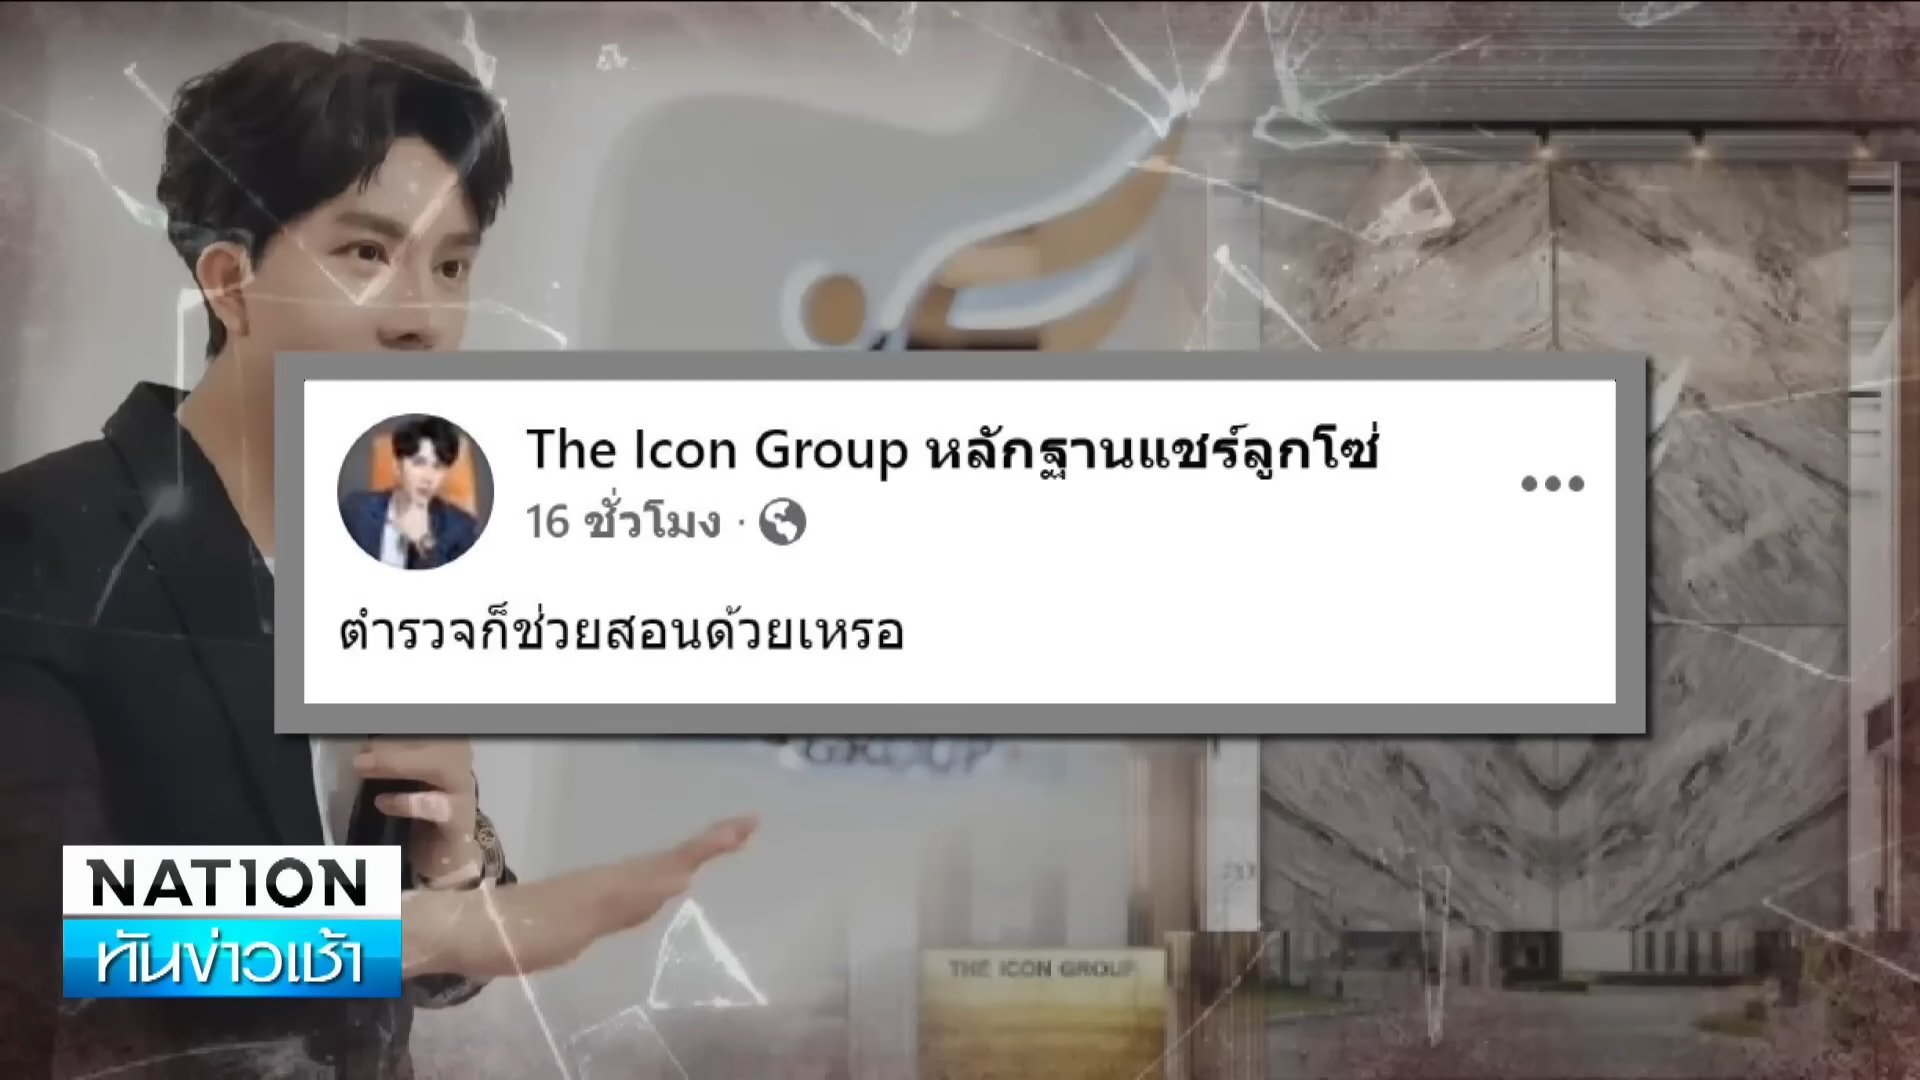 The Icon Group หลักฐานแชร์ลูกโซ่
16 ชั่วโมง ·
ตำรวจก็ช่วยสอนด้วยเหรอ
GROUP
NATION
ทันข่าวเช้า
THE ICON GROUP